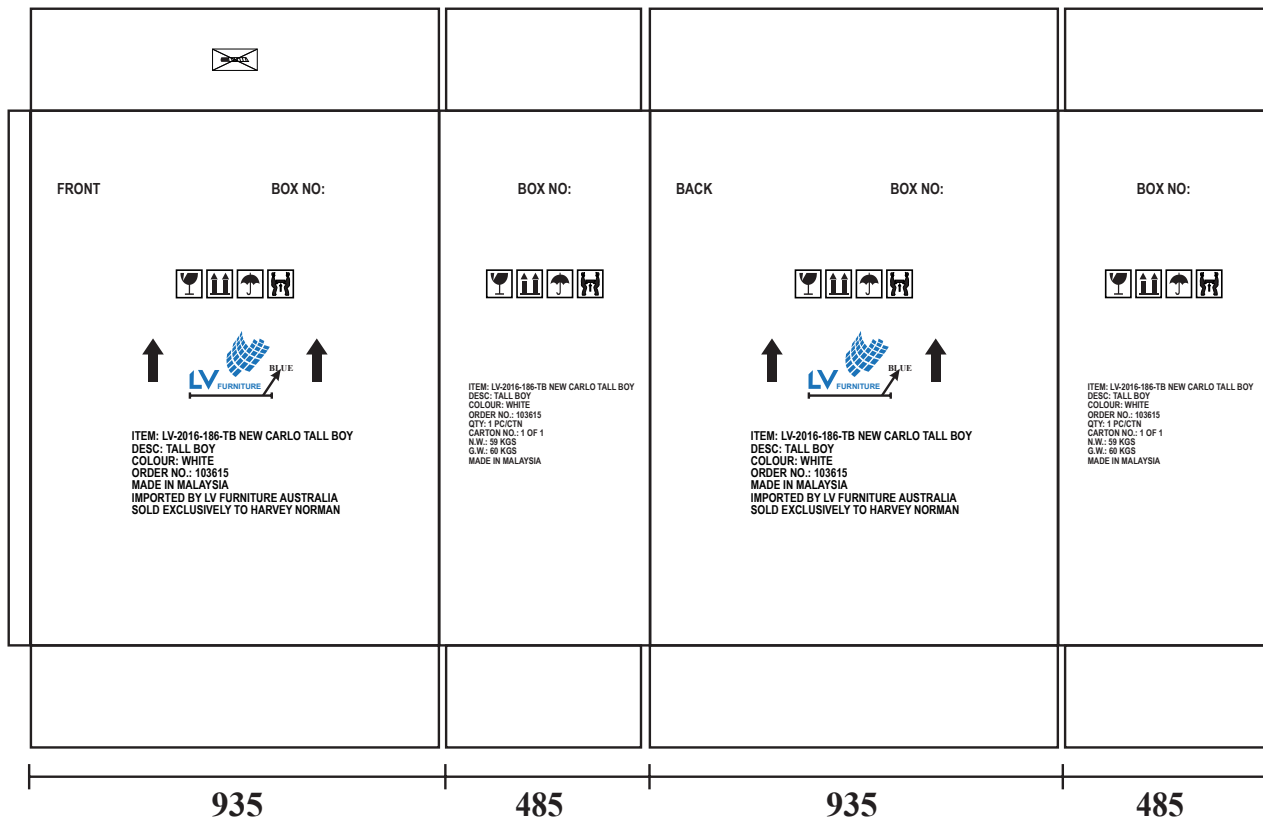 FRONT
BOX NO:
BLUE
LV FURNITURE
ITEM: LV-2016-186-TB NEW CARLO TALL BOY
DESC: TALL BOY
COLOUR: WHITE
ORDER NO.: 103615
MADE IN MALAYSIA
IMPORTED BY LV FURNITURE AUSTRALIA
SOLD EXCLUSIVELY TO HARVEY NORMAN
BOX NO:
ITEM: LV-2016-186-TB NEW CARLO TALL BOY
DESC: TALL BOY
COLOUR: WHITE
ORDER NO.: 103615
QTY: 1 PC/CTN
CARTON NO.: 1 OF 1
N.W.: 59 KGS
G.W.: 60 KGS
MADE IN MALAYSIA
BACK
BOX NO:
BLUE
LV FURNITURE
ITEM: LV-2016-186-TB NEW CARLO TALL BOY
DESC: TALL BOY
COLOUR: WHITE
ORDER NO.: 103615
MADE IN MALAYSIA
IMPORTED BY LV FURNITURE AUSTRALIA
SOLD EXCLUSIVELY TO HARVEY NORMAN
BOX NO:
ITEM: LV-2016-186-TB NEW CARLO TALL BOY
DESC: TALL BOY
COLOUR: WHITE
ORDER NO.: 103615
QTY: 1 PC/CTN
CARTON NO.: 1 OF 1
N.W.: 59 KGS
G.W.: 60 KGS
MADE IN MALAYSIA
935
485
935
485